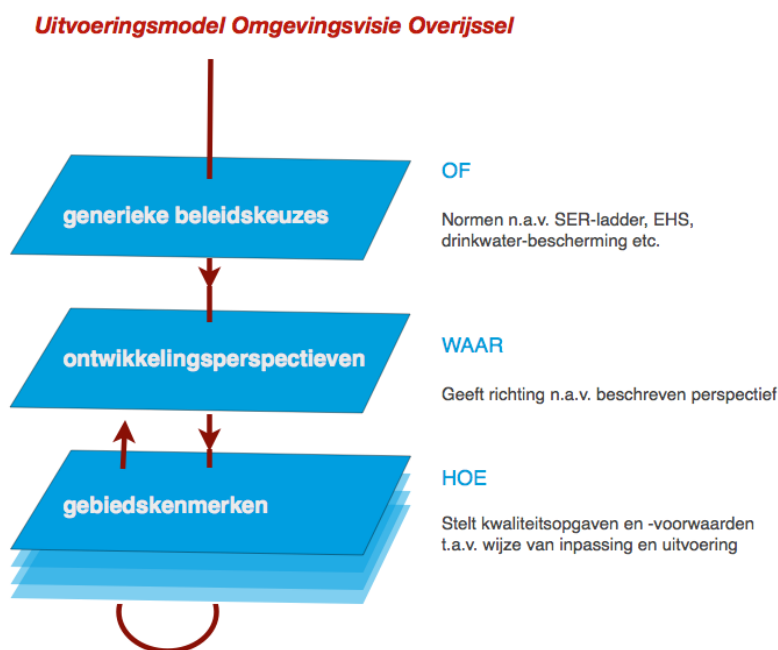 Uitvoeringsmodel Omgevingsvisie Overijssel
generieke beleidskeuzes
OF
Normen n.a.v. SER-ladder, EHS,
drinkwater-bescherming etc.
ontwikkelingsperspectieven
WAAR
Geeft richting n.a.v. beschreven perspectief
gebiedskenmerken
HOE
Stelt kwaliteitsopgaven en -voorwaarden
t.a.v. wijze van inpassing en uitvoering